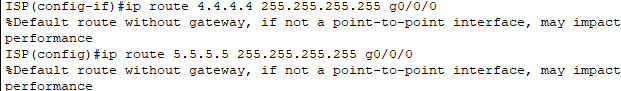 ISP(config-if)#ip route 4.4.4.4 255.255.255.255 g0/0/0
%Default route without gateway, if not a point-to-point interface, may impact
performance
ISP(config)#ip route 5.5.5.5 255.255.255.255 g0/0/0
%Default route without gateway, if not a point-to-point interface, may impact
performance